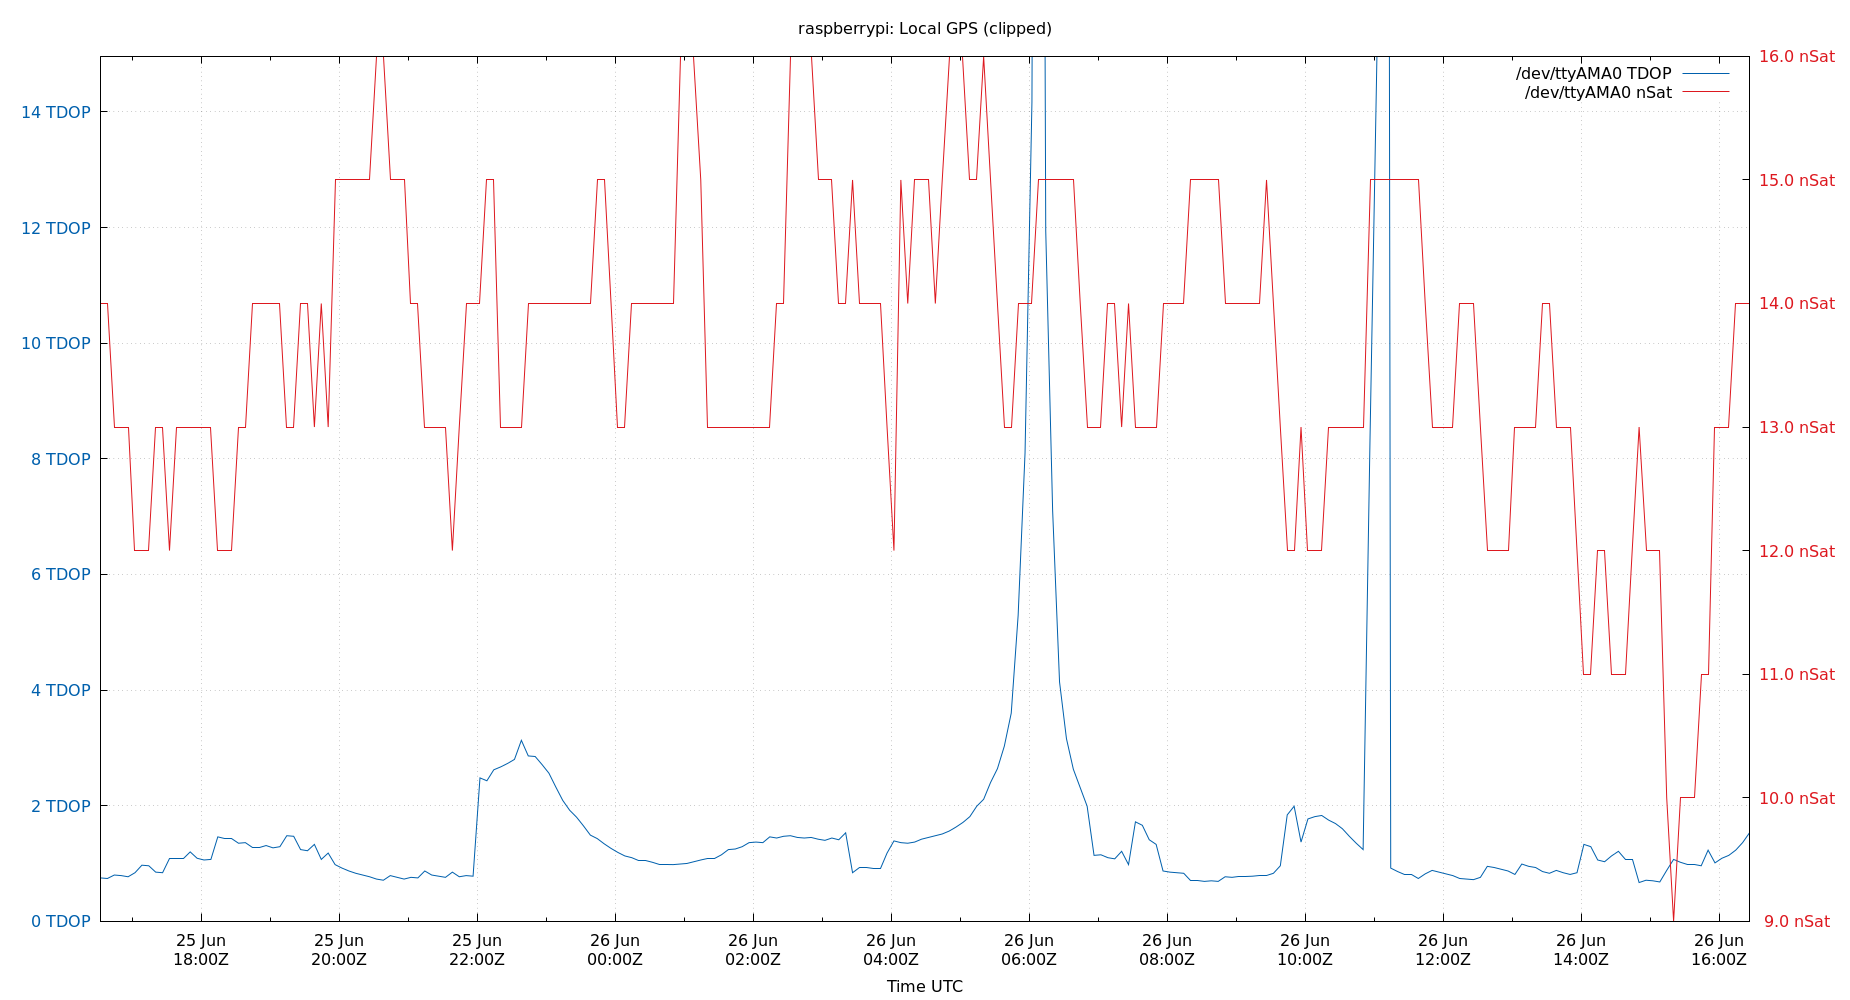 raspberrypi: Local GPS (clipped)
/dev/ttyAMA0 TDOP
/dev/ttyAMA0 nSat
14 TDOP
12 TDOP
10 TDOP
8 TDOP
6 TDOP
4 TDOP
2 TDOP
0 TDOP
16.0 nSat
15.0 nSat
14.0 nSat
13.0 nSat
12.0 nSat
11.0 nSat
10.0 nSat
9.0 nSat
25 Jun 25 Jun 25 Jun 26 Jun 26 Jun 26 Jun 26 Jun 26 Jun 26 Jun 26 Jun 26 Jun 26 Jun
18:00Z 20:00Z 22:00Z 00:00Z 02:00Z 04:00Z 06:00Z 08:00Z 10:00Z 12:00Z 14:00Z 16:00Z
Time UTC